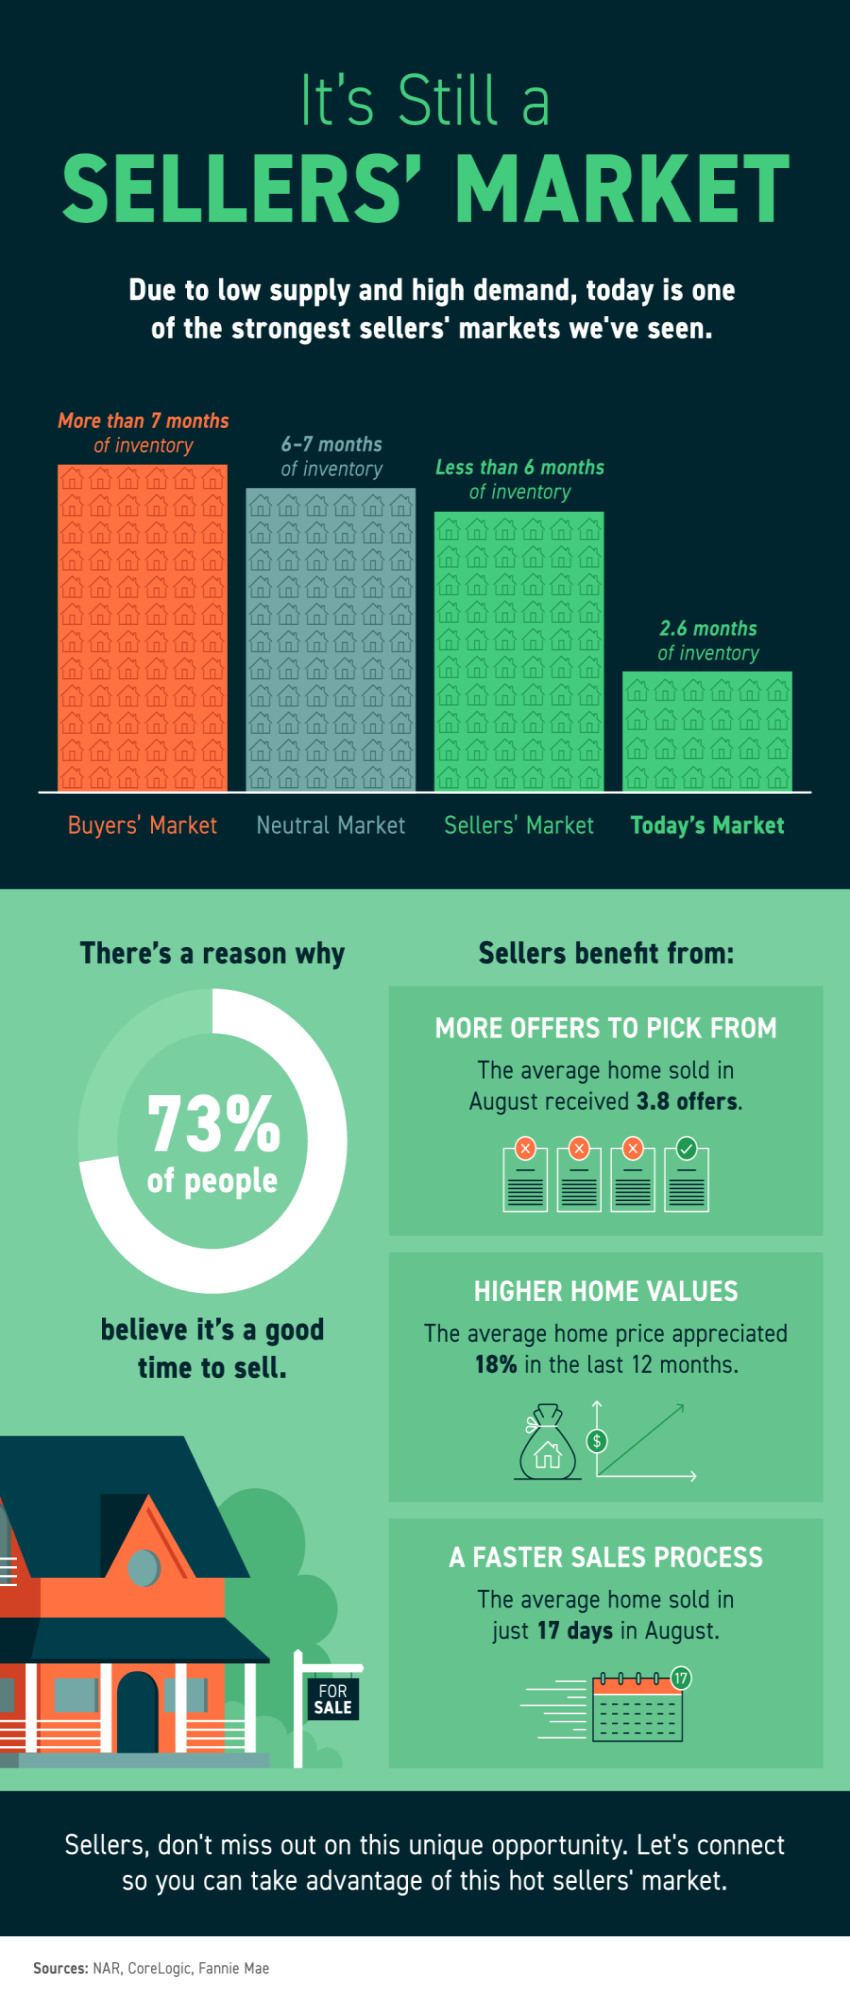 It's Still a
SELLERS' MARKET
Due to low supply and high demand, today is one
of the strongest sellers' markets we've seen.
More than 7 months
of inventory
6-7 months
of inventory
Less than 6 months
of inventory
2.6 months
of inventory
Buyers' Market
Neutral Market
Sellers' Market
Today's Market
There's a reason why
73%
of people
believe it's a good
time to sell.
Sellers benefit from:
MORE OFFERS TO PICK FROM
The average home sold in
August received 3.8 offers.
HIGHER HOME VALUES
The average home price appreciated
18% in the last 12 months.
$
A FASTER SALES PROCESS
The average home sold in
just 17 days in August.
17
FOR
SALE
Sellers, don't miss out on this unique opportunity. Let's connect
so you can take advantage of this hot sellers' market.
Sources: NAR, CoreLogic, Fannie Mae